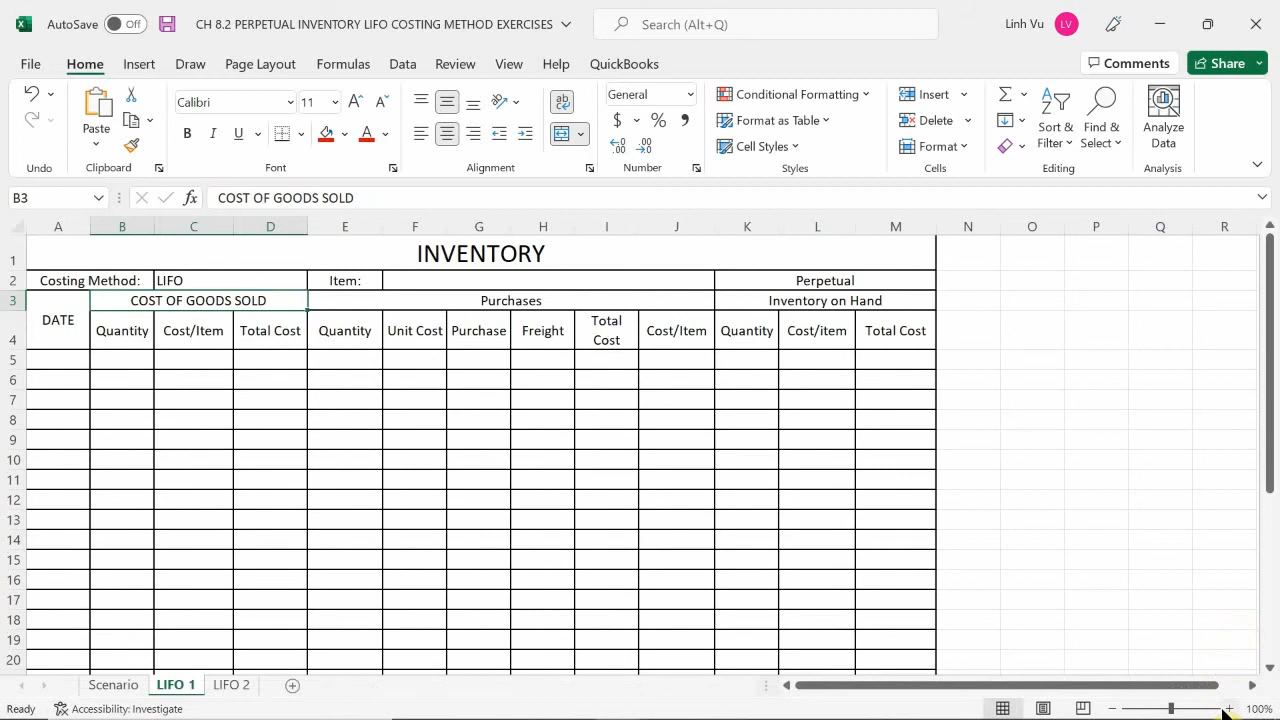 AutoSave Off CH 8.2 PERPETUAL INVENTORY LIFO COSTING METHOD EXERCISES Search (Alt+Q) Linh Vu LV
File Home Insert Draw Page Layout Formulas Data Review View Help QuickBooks Comments Share
Calibri 11 General Conditional Formatting Insert
Paste Format as Table Delete Sort & Filter Find & Select Analyze Data
B I U Cell Styles Format
Undo Clipboard Font Alignment Number Styles Cells Editing Analysis
B3 fx COST OF GOODS SOLD
A B C D E F G H I J K L M N O P Q R
1 INVENTORY
2 Costing Method: LIFO Item: Perpetual
3 DATE COST OF GOODS SOLD Purchases Inventory on Hand
4 Quantity Cost/Item Total Cost Quantity Unit Cost Purchase Freight Total Cost Cost/Item Quantity Cost/item Total Cost
5
6
7
8
9
10
11
12
13
14
15
16
17
18
19
20
Scenario LIFO 1 LIFO 2
Ready Accessibility: Investigate 100%